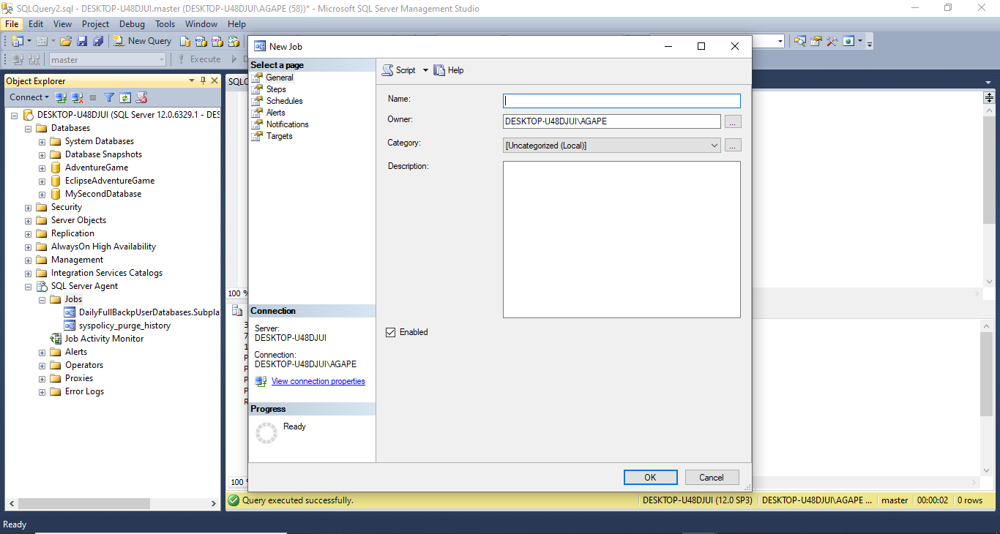 SQLQuery2.sql - DESKTOP-U48DJUI.master (DESKTOP-U48DJUI\AGAPE (58))* - Microsoft SQL Server Management Studio
File Edit View Project Debug Tools Window Help
New Query
master
Execute
Object Explorer
Connect
DESKTOP-U48DJUI (SQL Server 12.0.6329.1 - DES
Databases
System Databases
Database Snapshots
AdventureGame
EclipseAdventureGame
MySecondDatabase
Security
Server Objects
Replication
AlwaysOn High Availability
Management
Integration Services Catalogs
SQL Server Agent
Jobs
DailyFullBackpUserDatabases.Subpla
syspolicy_purge_history
Job Activity Monitor
Alerts
Operators
Proxies
Error Logs
SQLQ
100 %
3
7
1
P
P
P
P
R
100 %
New Job
Select a page
General
Steps
Schedules
Alerts
Notifications
Targets
Connection
Server:
DESKTOP-U48DJUI
Connection:
DESKTOP-U48DJUI\AGAPE
View connection properties
Progress
Ready
Script Help
Name:
Owner: DESKTOP-U48DJUI\AGAPE ...
Category: [Uncategorized (Local)] ...
Description:
Enabled
OK Cancel
Query executed successfully. DESKTOP-U48DJUI (12.0 SP3) DESKTOP-U48DJUI\AGAPE ... master 00:00:02 0 rows
Ready